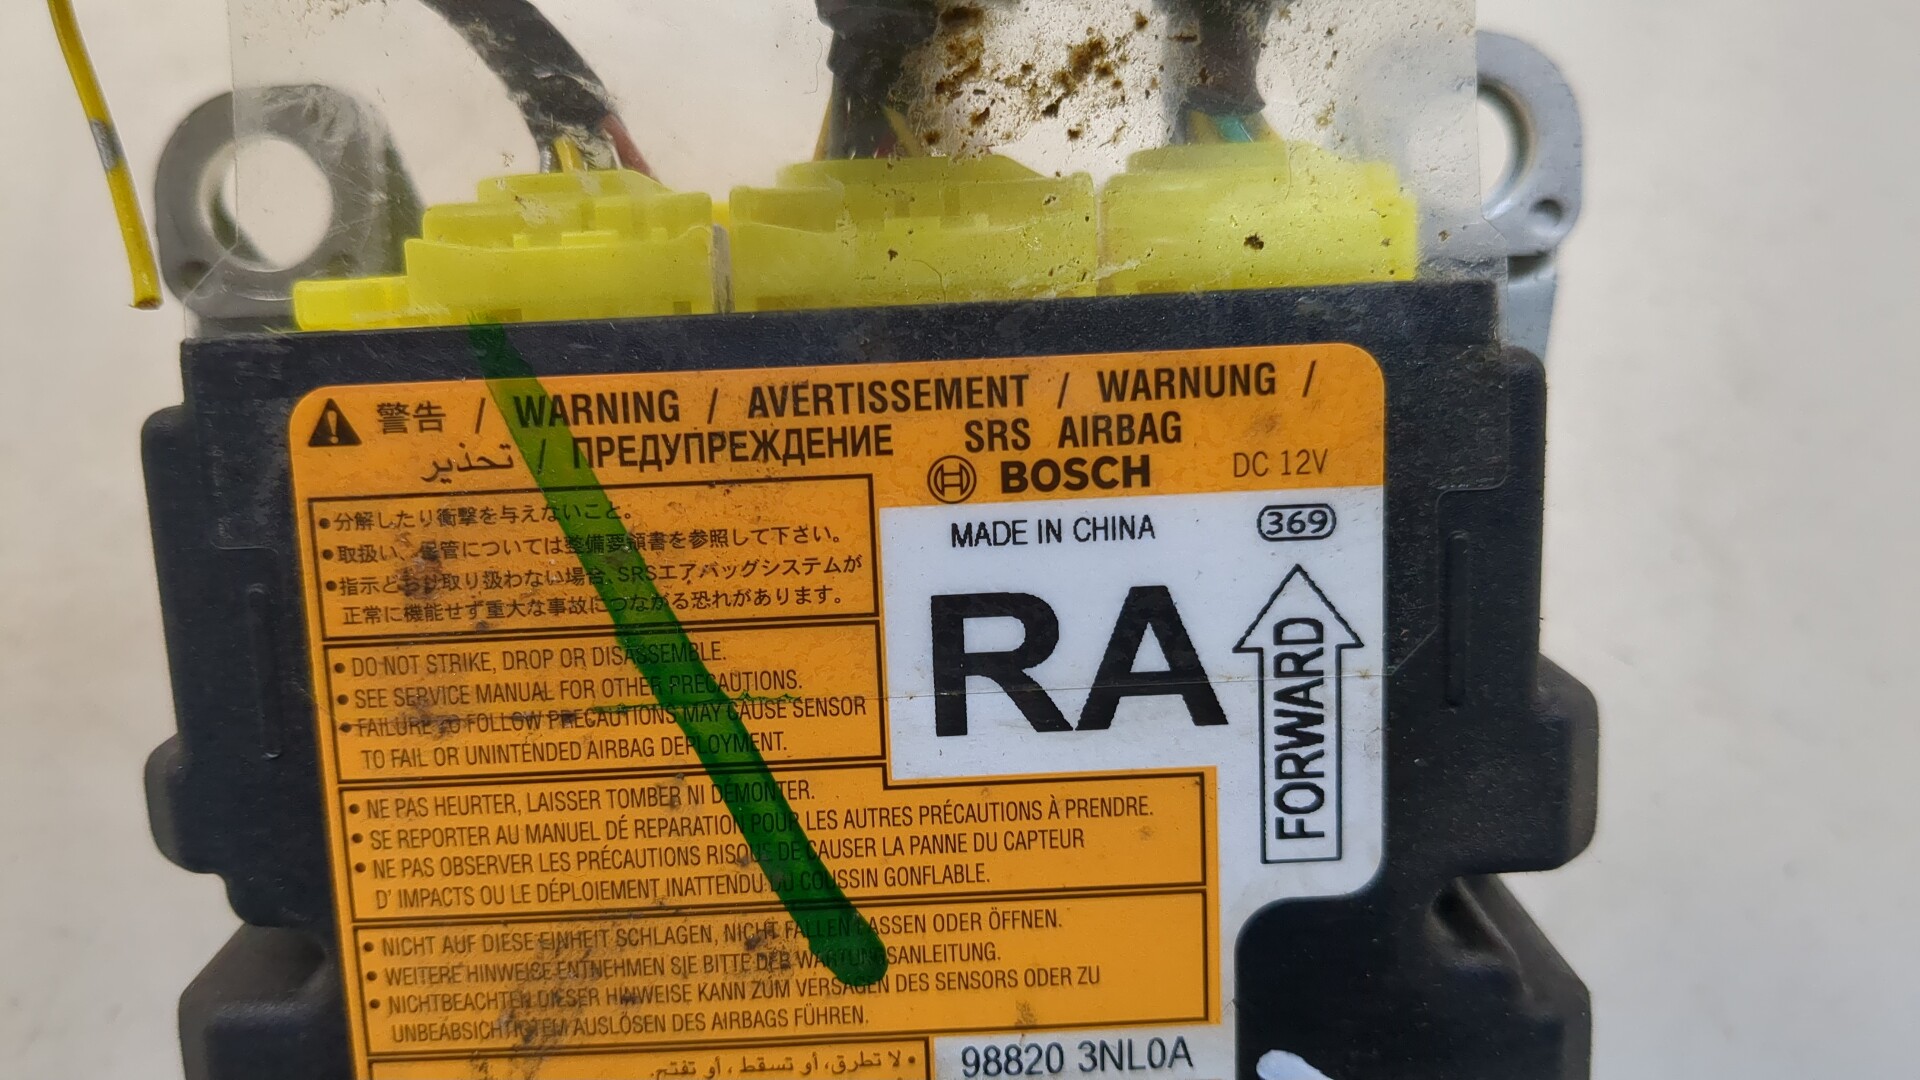 警告 / WARNING / AVERTISSEMENT / WARNUNG /
تحذير / ПРЕДУПРЕЖДЕНИЕ SRS AIRBAG
BOSCH DC 12V
MADE IN CHINA 369
RA
FORWARD
●分解したり衝撃を与えないこと。
●取扱い、保管については整備要領書を参照して下さい。
●指示どおり取り扱わない場合、SRSエアバッグシステムが
正常に機能せず重大な事故につながる恐れがあります。
● DO NOT STRIKE, DROP OR DISASSEMBLE.
● SEE SERVICE MANUAL FOR OTHER PRECAUTIONS.
● FAILURE TO FOLLOW PRECAUTIONS MAY CAUSE SENSOR
TO FAIL OR UNINTENDED AIRBAG DEPLOYMENT.
● NE PAS HEURTER, LAISSER TOMBER NI DÉMONTER.
● SE REPORTER AU MANUEL DÉ REPARATION POUR LES AUTRES PRÉCAUTIONS À PRENDRE.
● NE PAS OBSERVER LES PRÉCAUTIONS RISQUE DE CAUSER LA PANNE DU CAPTEUR
D' IMPACTS OU LE DÉPLOIEMENT INATTENDU DU COUSSIN GONFLABLE.
● NICHT AUF DIESE EINHEIT SCHLAGEN, NICHT FALLEN LASSEN ODER ÖFFNEN.
● WEITERE HINWEISE ENTNEHMEN SIE BITTE DER WARTUNGSANLEITUNG.
● NICHTBEACHTEN DIESER HINWEISE KANN ZUM VERSAGEN DES SENSORS ODER ZU
UNBEABSICHTIGTEM AUSLÖSEN DES AIRBAGS FÜHREN.
● لا تطرق، أو تسقط، أو تفتح.
98820 3NL0A